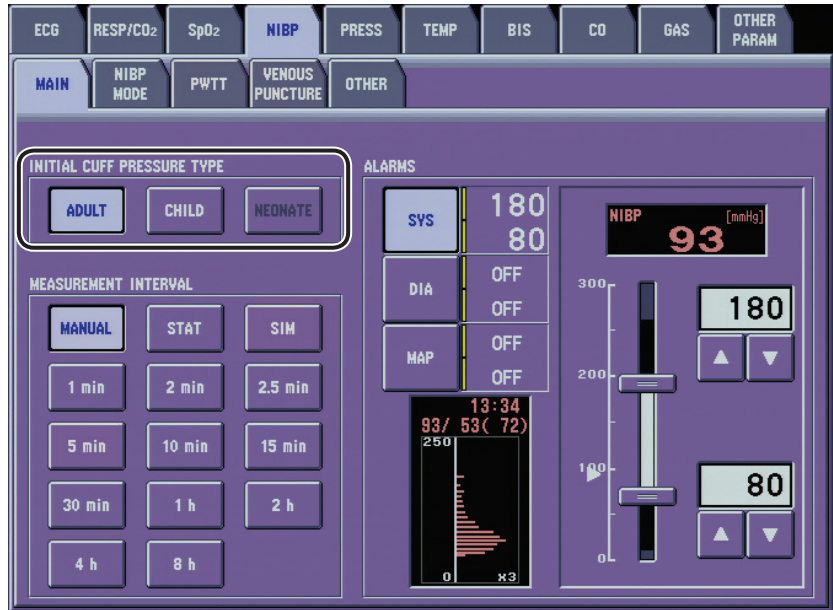 ECG RESP/CO2 SpO2 NIBP PRESS TEMP BIS CO GAS OTHER PARAM
MAIN NIBP MODE PWTT VENOUS PUNCTURE OTHER
INITIAL CUFF PRESSURE TYPE
ADULT CHILD NEONATE
MEASUREMENT INTERVAL
MANUAL STAT SIM
1 min 2 min 2.5 min
5 min 10 min 15 min
30 min 1 h 2 h
4 h 8 h
ALARMS
SYS 180
80
DIA OFF
OFF
MAP OFF
OFF
13:34
93/ 53( 72)
250
0 x3
NIBP [mmHg]
93
300
200
100
0
180
▲ ▼
80
▲ ▼